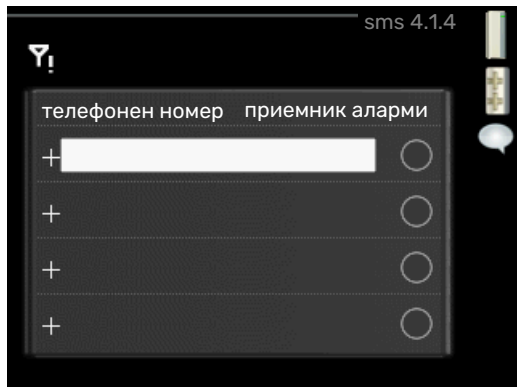 sms 4.1.4
телефонен номер приемник аларми
+
+
+
+